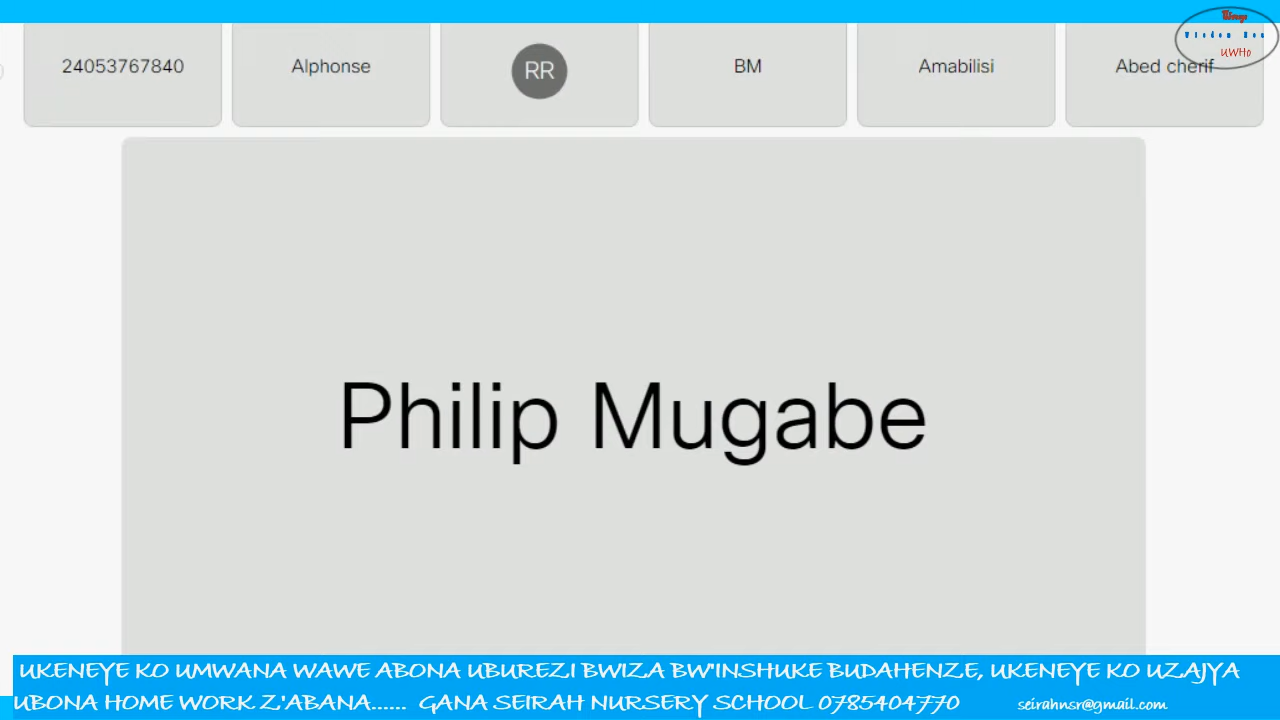 24053767840
Alphonse
RR
BM
Amabilisi
Abed cherif
UWHo
Philip Mugabe
UKENEYE KO UMWANA WAWE ABONA UBUREZI BWIZA BW"INSHUKE BUDAHENZE, UKENEYE KO UZAJYA
UBONA HOME WORK Z'ABANA...... GANA SEIRAH NURSERY SCHOOL 0785404770 seirahnsr@gmail.com